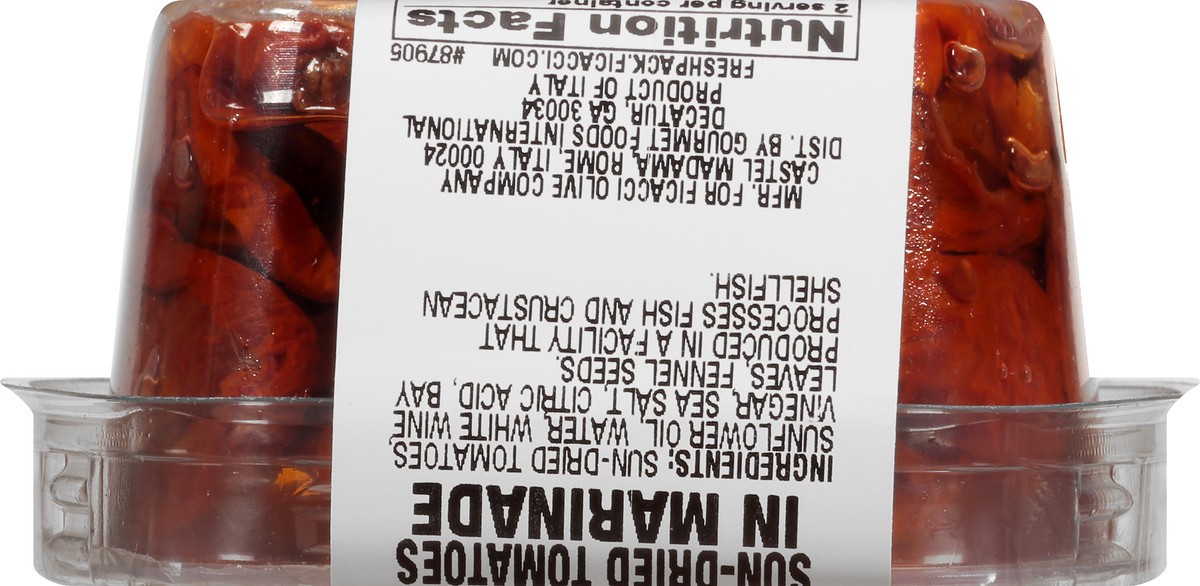 SUN-DRIED TOMATOES
IN MARINADE
INGREDIENTS: SUN-DRIED TOMATOES
SUNFLOWER OIL, WATER, WHITE WINE
VINEGAR, SEA SALT, CITRIC ACID, BAY
LEAVES, FENNEL SEEDS.
PRODUCED IN A FACILITY THAT
PROCESSES FISH AND CRUSTACEAN
SHELLFISH.
MFR. FOR FICACCI OLIVE COMPANY
CASTEL MADAMA, ROME, ITALY 00024
DIST. BY GOURMET FOODS INTERNATIONAL
DECATUR, GA 30034
PRODUCT OF ITALY
FRESHPACK.FICACCI.COM #87905
Nutrition Facts
2 serving per container